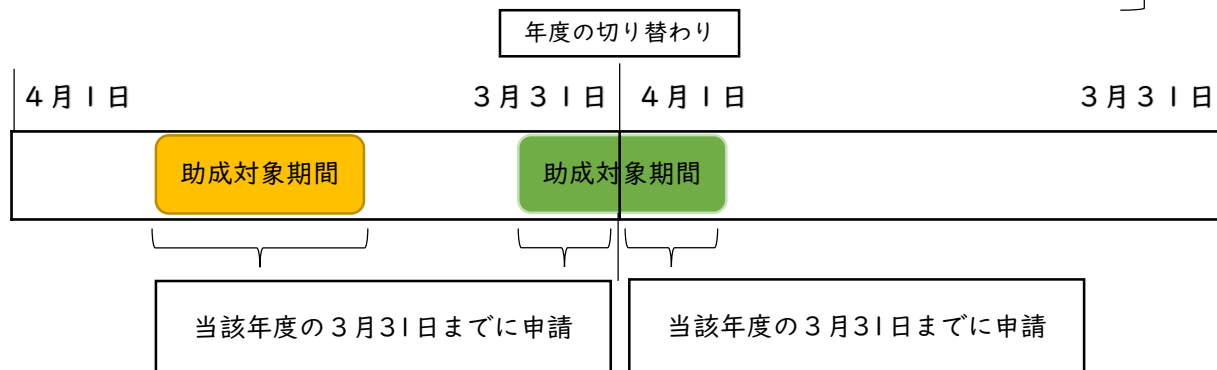 年度の切り替わり
4月1日
3月31日
4月1日
3月31日
助成対象期間
助成対象期間
当該年度の3月31日までに申請
当該年度の3月31日までに申請